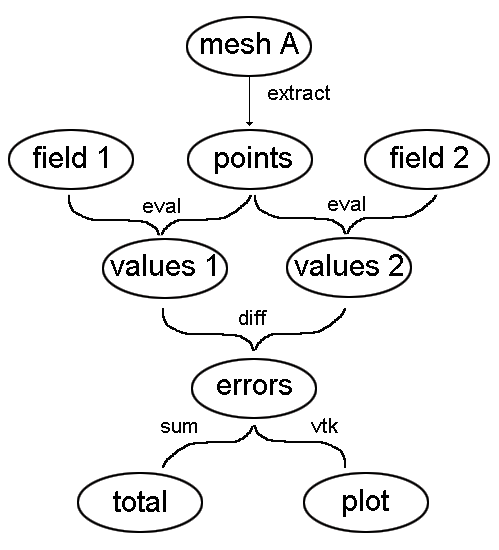 mesh A
extract
field 1
points
field 2
eval
eval
values 1
values 2
diff
errors
sum
vtk
total
plot